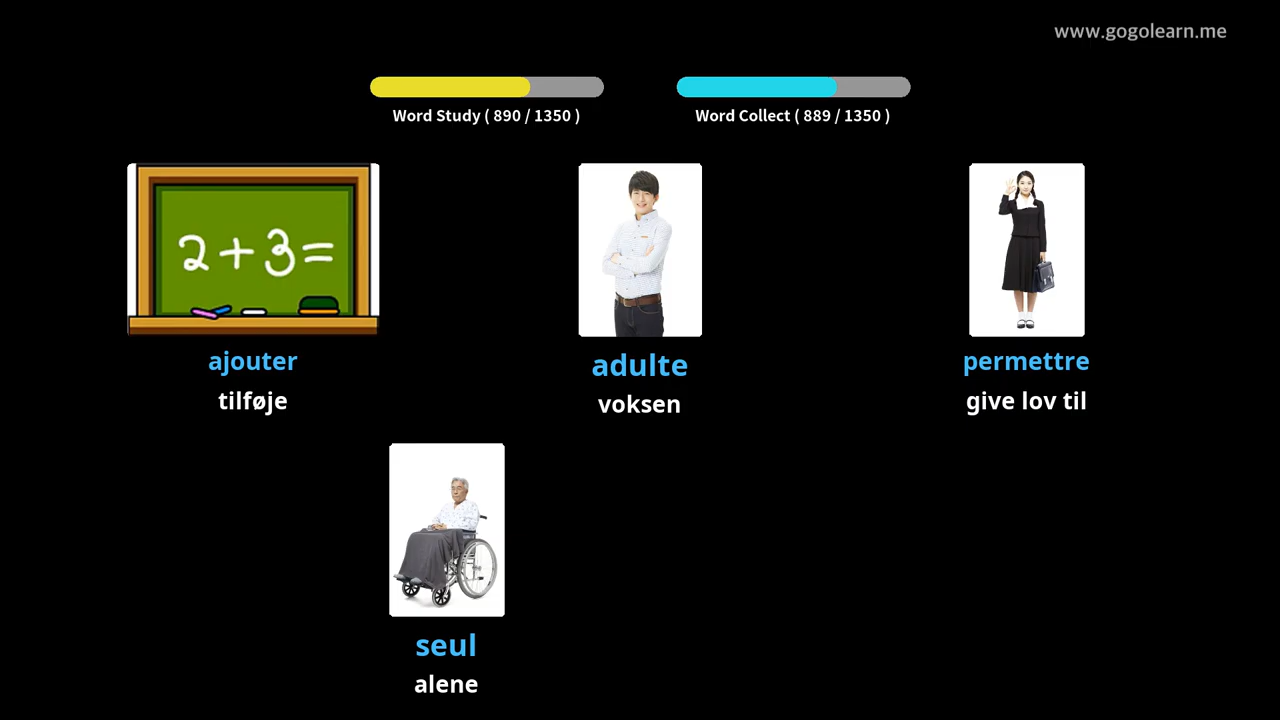 www.gogolearn.me
Word Study ( 890 / 1350 )
Word Collect ( 889 / 1350 )
2+3=
ajouter
tilføje
adulte
voksen
permettre
give lov til
seul
alene